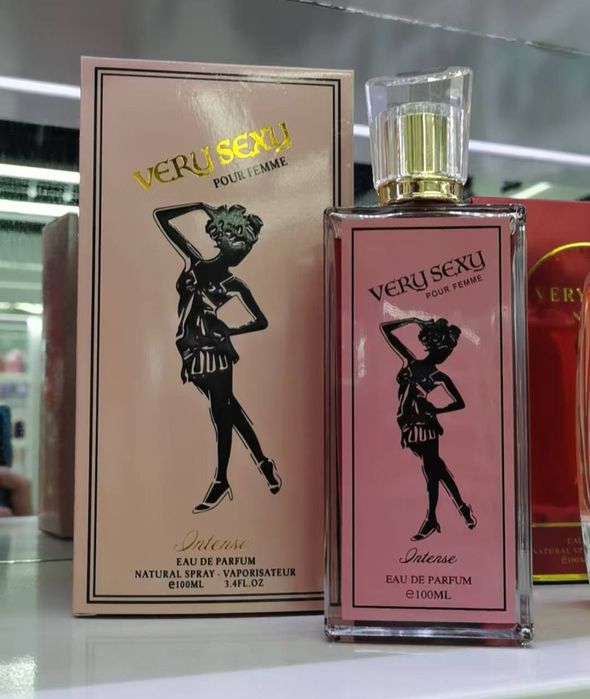 VERY SEXY
POUR FEMME
Intense
EAU DE PARFUM
NATURAL SPRAY · VAPORISATEUR
℮100ML 3.4FL.OZ
VERY SEXY
POUR FEMME
Intense
EAU DE PARFUM
℮100ML
VERY